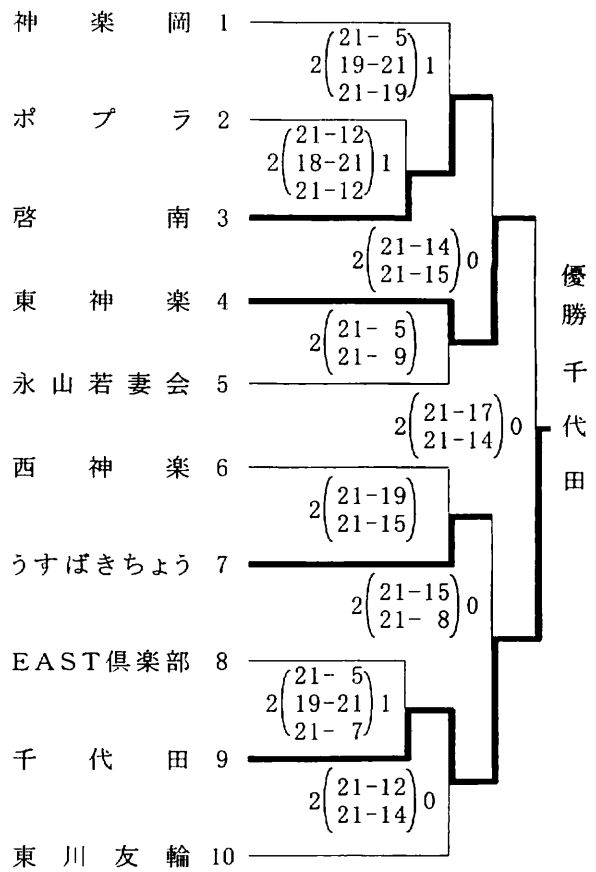 神楽岡 1
2(21-5 19-21 21-19)1
ポプラ 2
2(21-12 18-21 21-12)1
啓南 3
2(21-14 21-15)0
東神楽 4
2(21-5 21-9)
永山若妻会 5
2(21-17 21-14)0
優勝 千代田
西神楽 6
2(21-19 21-15)
うすばきちょう 7
2(21-15 21-8)0
EAST倶楽部 8
2(21-5 19-21 21-7)1
千代田 9
2(21-12 21-14)0
東川友輪 10